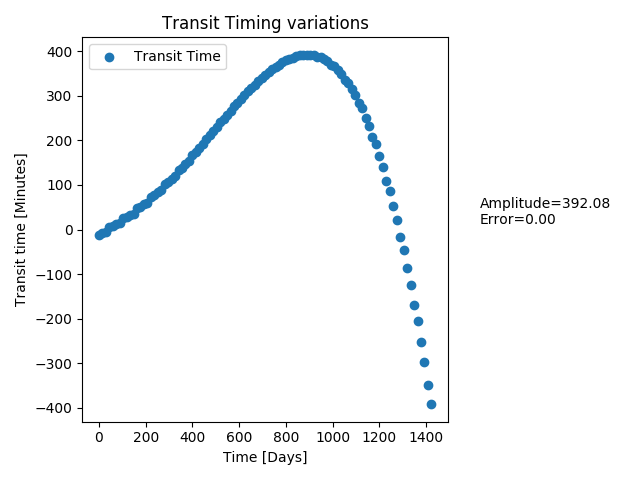 Transit Timing variations
Transit Time
400
300
200
100
0
−100
−200
−300
−400
Transit time [Minutes]
0 200 400 600 800 1000 1200 1400
Time [Days]
Amplitude=392.08
Error=0.00